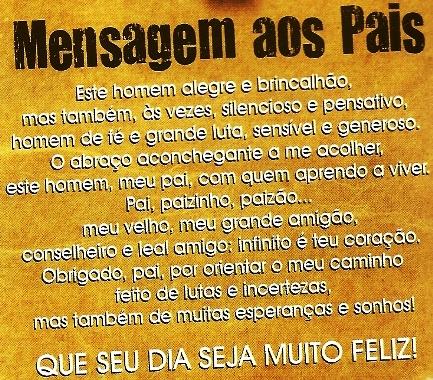 Mensagem aos Pais
Este homem alegre e brincalhão,
mas também, às vezes, silencioso e pensativo,
homem de fé e grande luta, sensível e generoso.
O abraço aconchegante a me acolher,
este homem, meu pai, com quem aprendo a viver.
Pai, paizinho, paizão...
meu velho, meu grande amigão,
conselheiro e leal amigo: infinito é teu coração.
Obrigado, pai, por orientar o meu caminho
feito de lutas e incertezas,
mas também de muitas esperanças e sonhos!
QUE SEU DIA SEJA MUITO FELIZ!